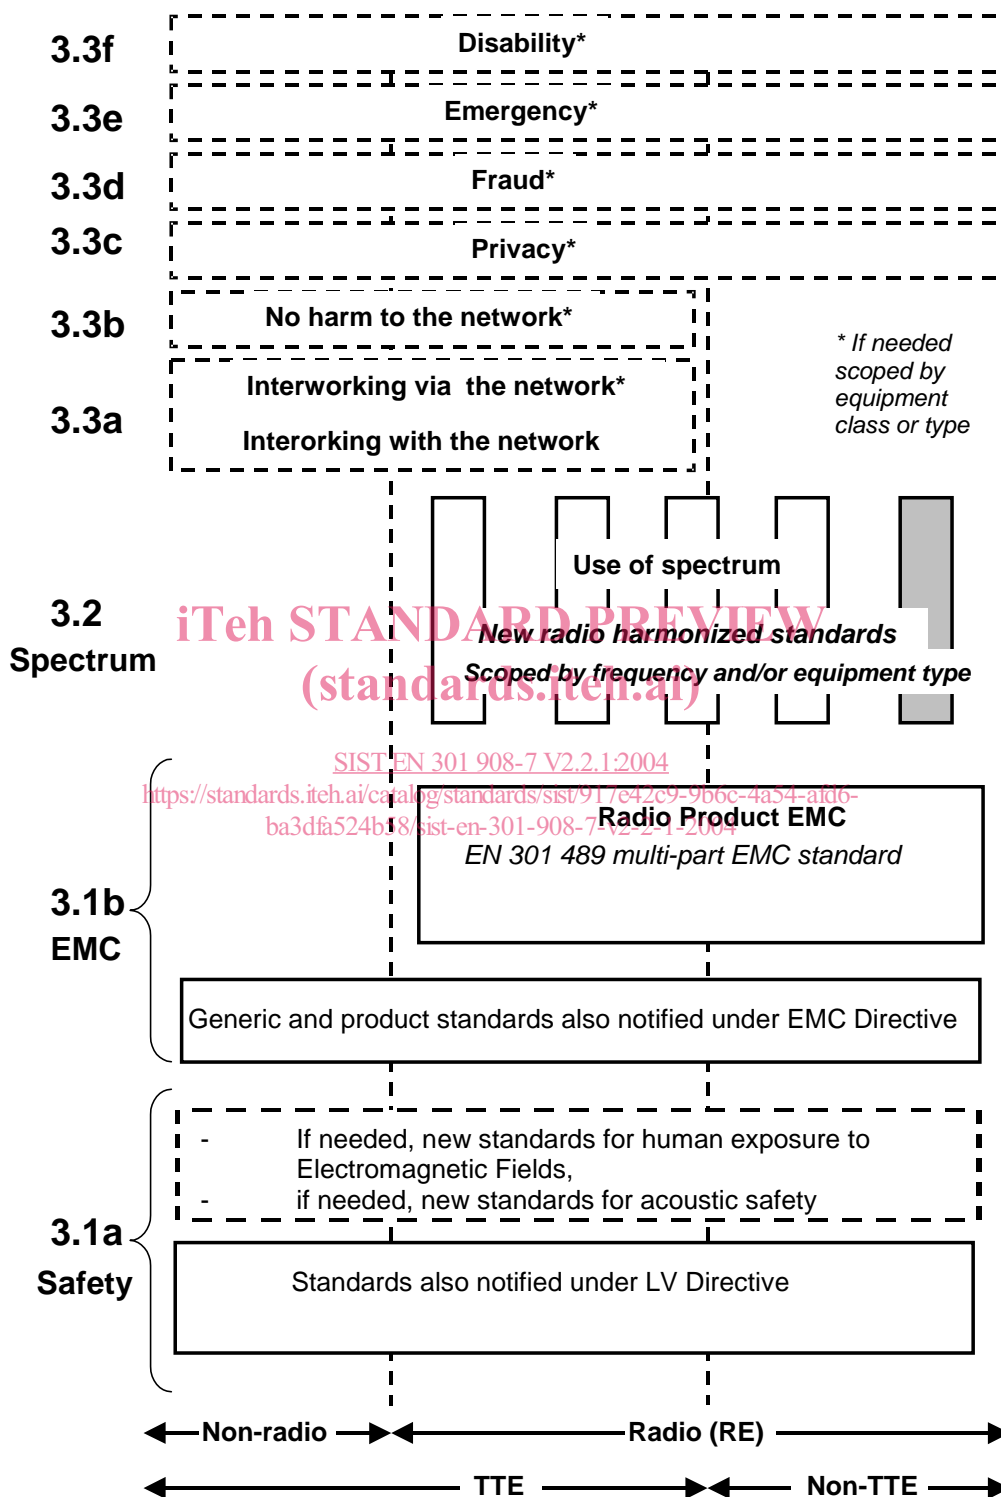 3.3f
Disability*
3.3e
Emergency*
3.3d
Fraud*
3.3c
Privacy*
3.3b
No harm to the network*
* If needed
scoped by
equipment
class or type
3.3a
Interworking via the network*
Interorking with the network
3.2
Spectrum
Use of spectrum
iTeh STANDARD PREVIEW
New radio harmonized standards
(standards.iteh.ai)
Scoped by frequency and/or equipment type
SIST EN 301 908-7 V2.2.1:2004
https://standards.iteh.ai/catalog/standards/sist/917e42c9-9b6c-4a54-afd6-
ba3dfa524b58/sist-en-301-908-7-v2-2-1-2004
3.1b
EMC
Radio Product EMC
EN 301 489 multi-part EMC standard
Generic and product standards also notified under EMC Directive
3.1a
Safety
- If needed, new standards for human exposure to
Electromagnetic Fields,
- if needed, new standards for acoustic safety
Standards also notified under LV Directive
Non-radio
Radio (RE)
TTE
Non-TTE